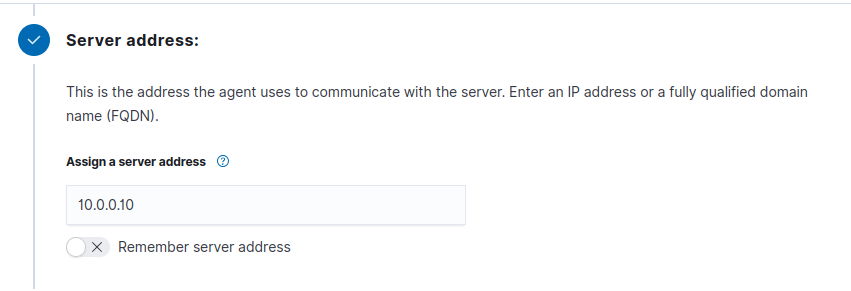 Server address:
This is the address the agent uses to communicate with the server. Enter an IP address or a fully qualified domain
name (FQDN).
Assign a server address ?
10.0.0.10
Remember server address